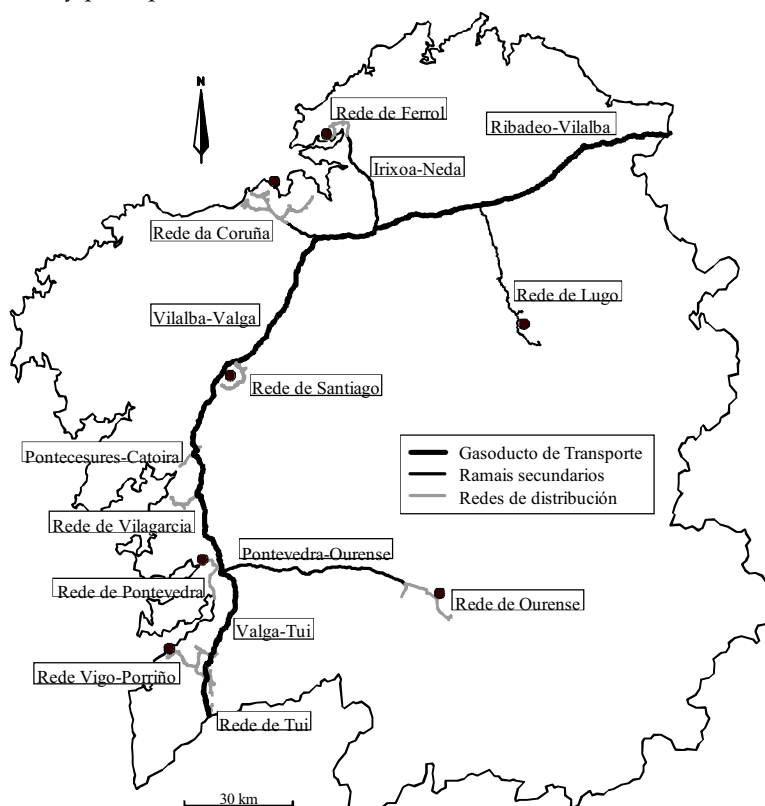 N
Rede de Ferrol
Ribadeo-Vilalba
Irixoa-Neda
Rede da Coruña
Rede de Lugo
Vilalba-Valga
Rede de Santiago
Pontecesures-Catoira
Gasoducto de Transporte
Ramais secundarios
Redes de distribución
Rede de Vilagarcia
Pontevedra-Ourense
Rede de Pontevedra
Rede de Ourense
Valga-Tui
Rede Vigo-Porriño
Rede de Tui
30 km